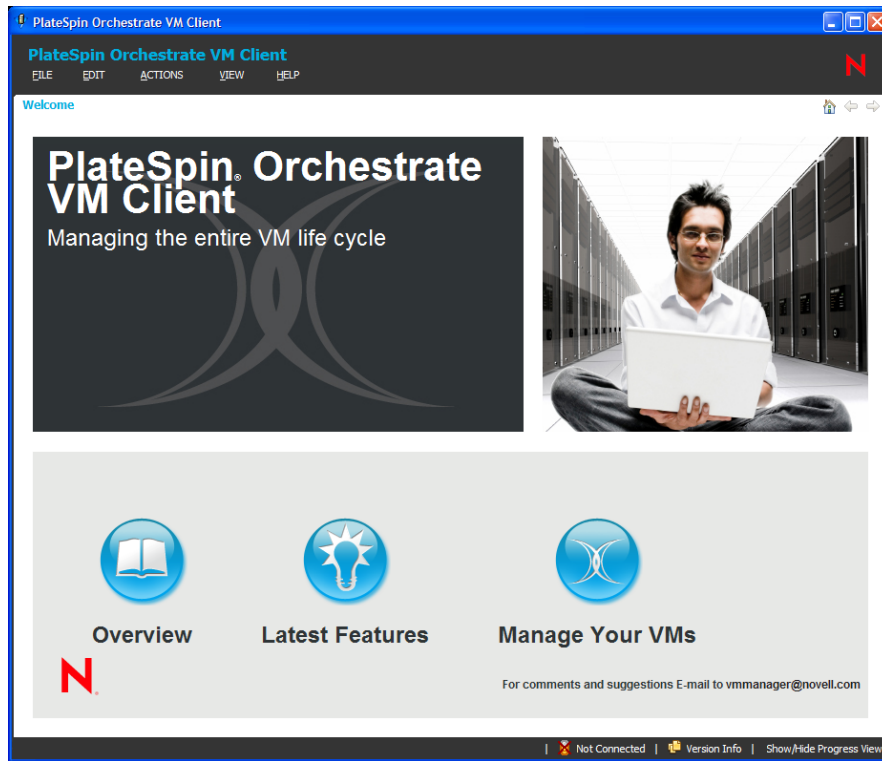 PlateSpin Orchestrate VM Client
PlateSpin Orchestrate VM Client
FILE EDIT ACTIONS VIEW HELP
N
Welcome
PlateSpin® Orchestrate
VM Client
Managing the entire VM life cycle
Overview Latest Features Manage Your VMs
N
For comments and suggestions E-mail to vmmanager@novell.com
| Not Connected | Version Info | Show/Hide Progress View